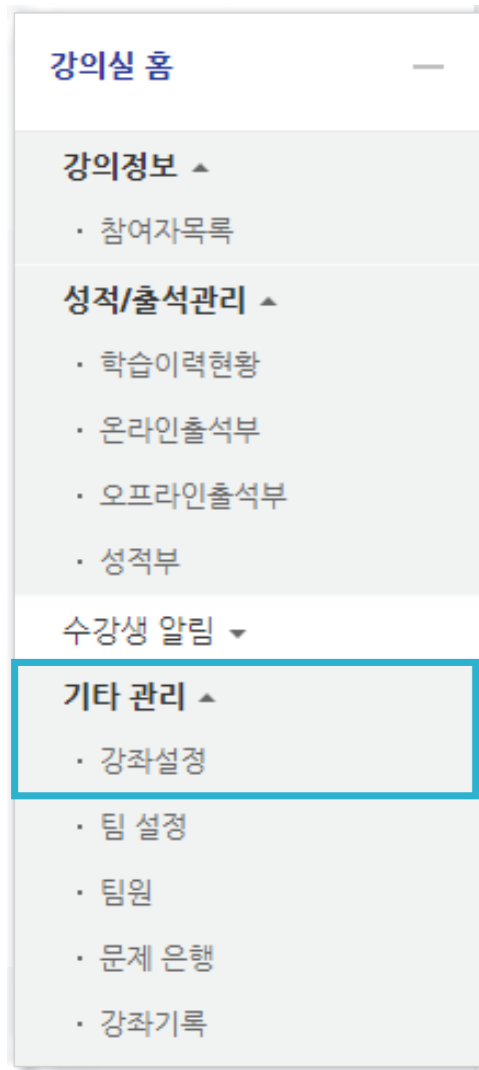 강의실 홈
강의정보
· 참여자목록
성적/출석관리
· 학습이력현황
· 온라인출석부
· 오프라인출석부
· 성적부
수강생 알림
기타 관리
· 강좌설정
· 팀 설정
· 팀원
· 문제 은행
· 강좌기록